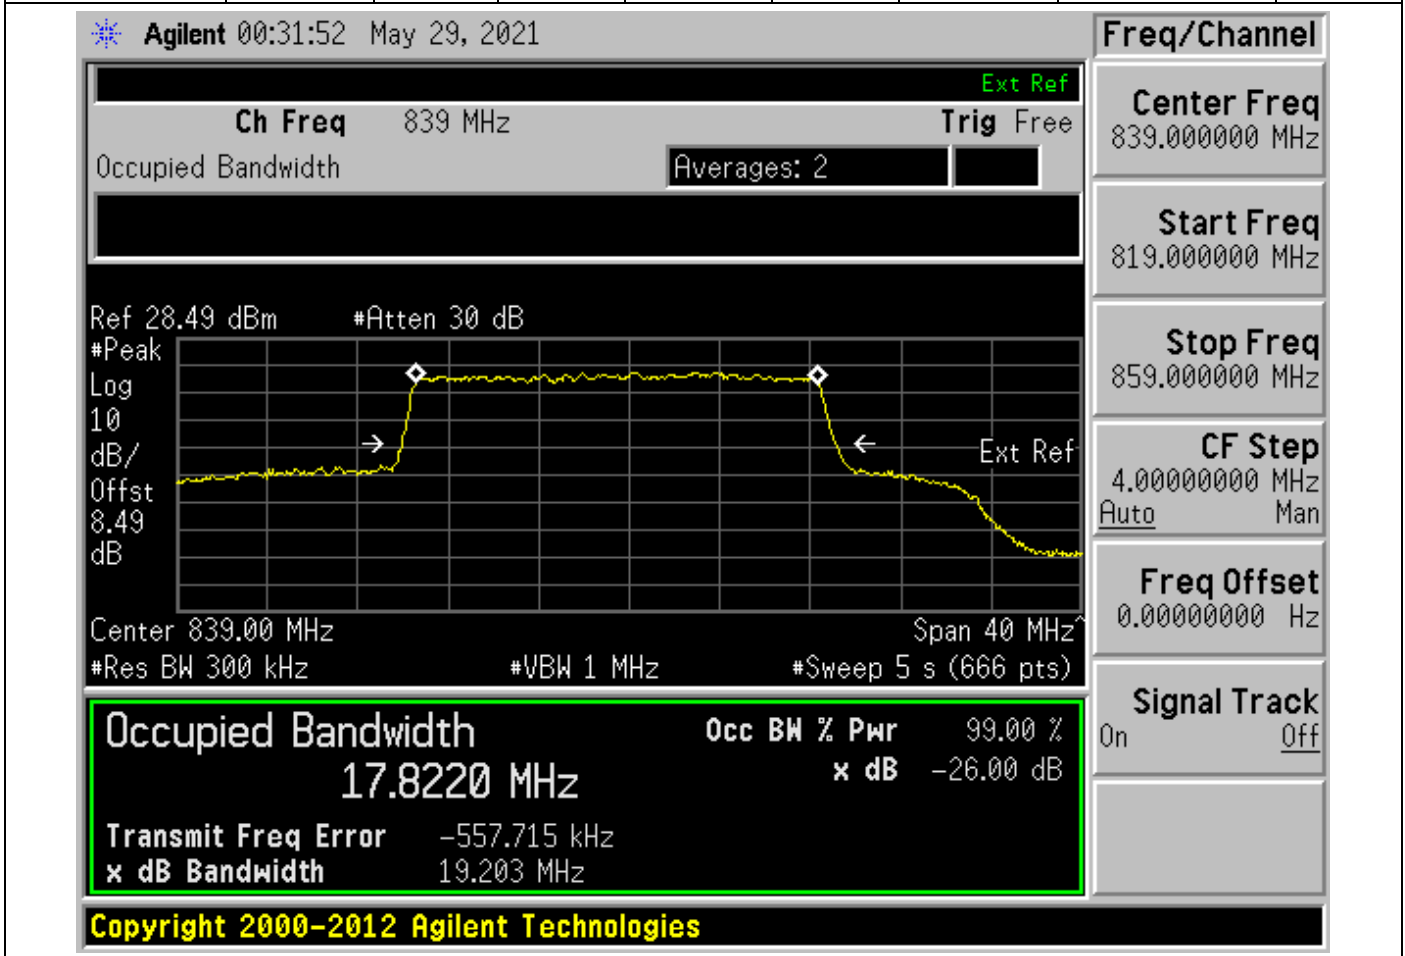 Agilent 00:31:52 May 29, 2021
Freq/Channel
Ext Ref
Ch Freq 839 MHz Trig Free
Occupied Bandwidth Averages: 2
Center Freq
839.000000 MHz
Start Freq
819.000000 MHz
Stop Freq
859.000000 MHz
CF Step
4.00000000 MHz
Auto Man
Freq Offset
0.00000000 Hz
Signal Track
On Off
Ref 28.49 dBm #Atten 30 dB
#Peak
Log
10
dB/
Offst
8.49
dB
Ext Ref
Center 839.00 MHz Span 40 MHz^
#Res BW 300 kHz #VBW 1 MHz #Sweep 5 s (666 pts)
Occupied Bandwidth Occ BW % Pwr 99.00 %
17.8220 MHz x dB -26.00 dB
Transmit Freq Error -557.715 kHz
x dB Bandwidth 19.203 MHz
Copyright 2000-2012 Agilent Technologies